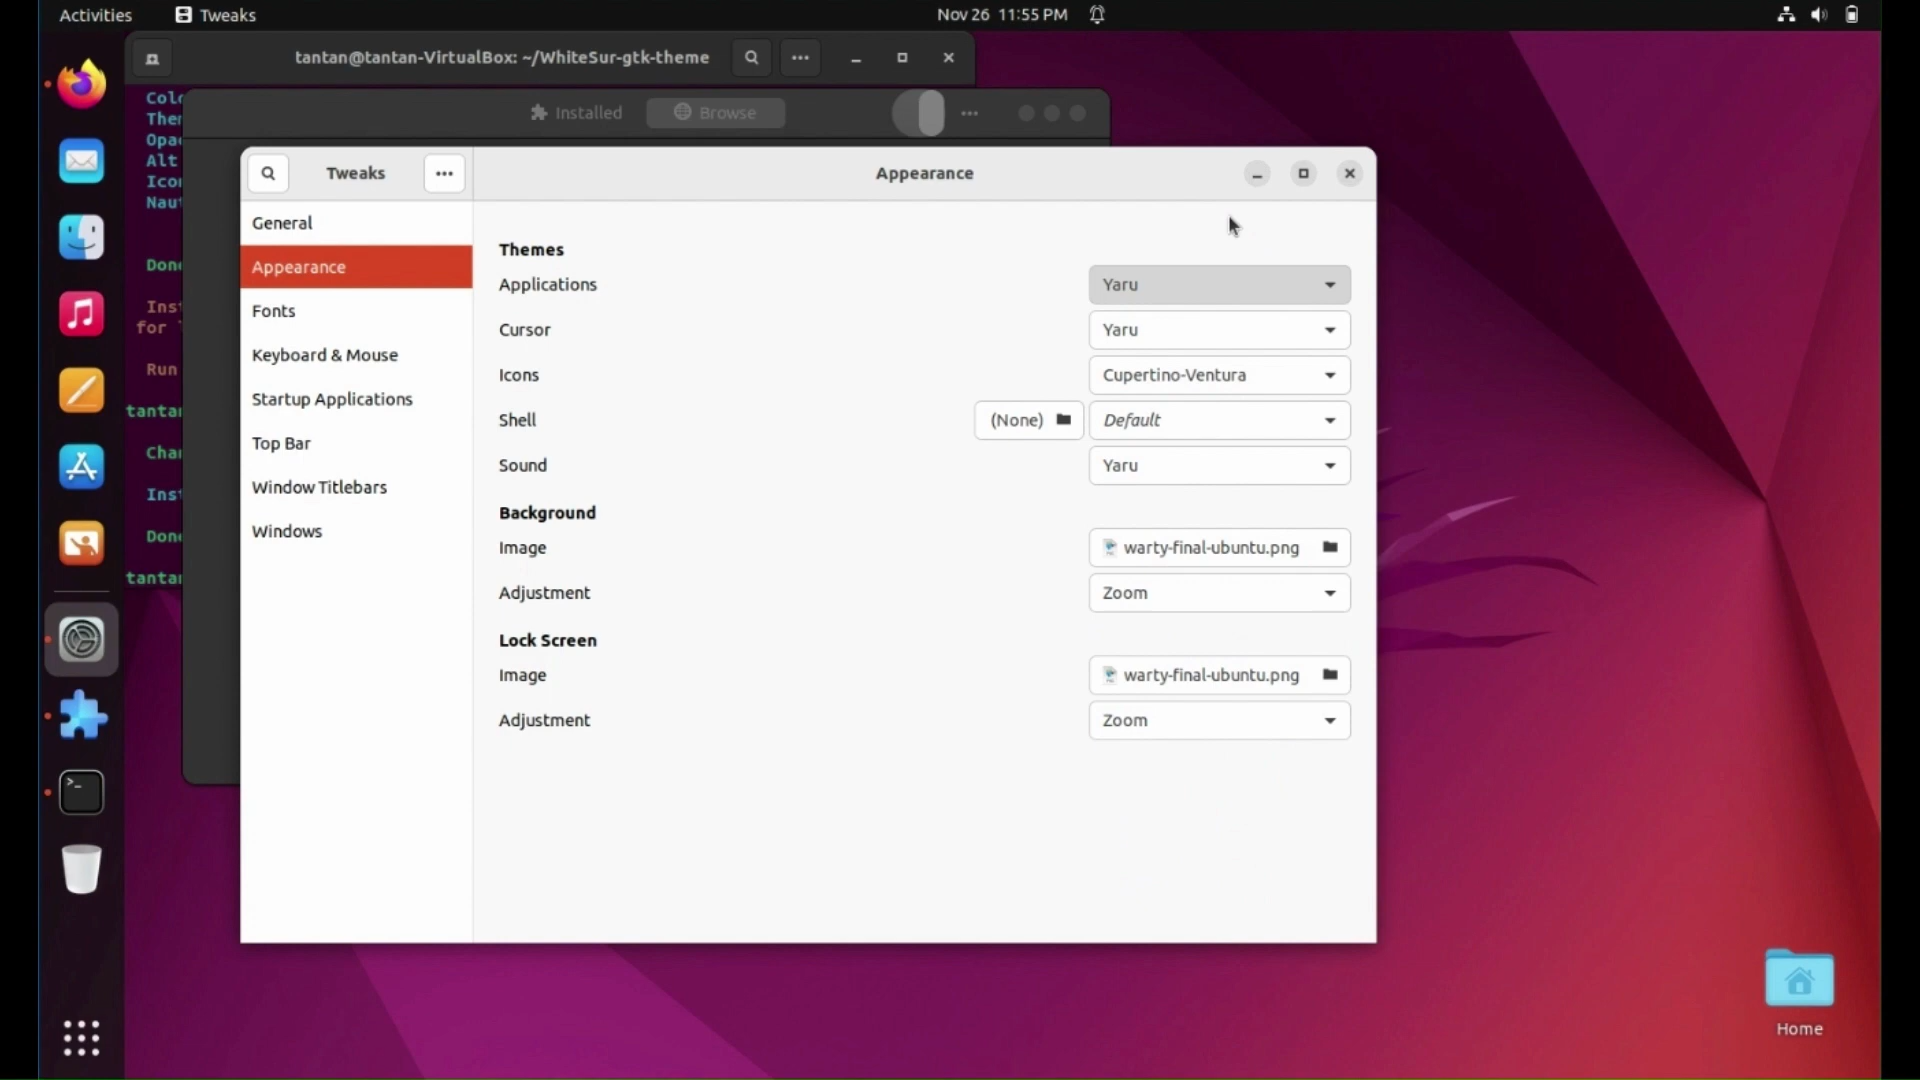 Activities
Tweaks
Nov 26 11:55 PM
tantan@tantan-VirtualBox: ~/WhiteSur-gtk-theme
Installed
Browse
Alt
for
Run
Tweaks
Appearance
General
Appearance
Fonts
Keyboard & Mouse
Startup Applications
Top Bar
Window Titlebars
Windows
Themes
Applications
Yaru
Cursor
Yaru
Icons
Cupertino-Ventura
Shell
(None)
Default
Sound
Yaru
Background
Image
warty-final-ubuntu.png
Adjustment
Zoom
Lock Screen
Image
warty-final-ubuntu.png
Adjustment
Zoom
Home